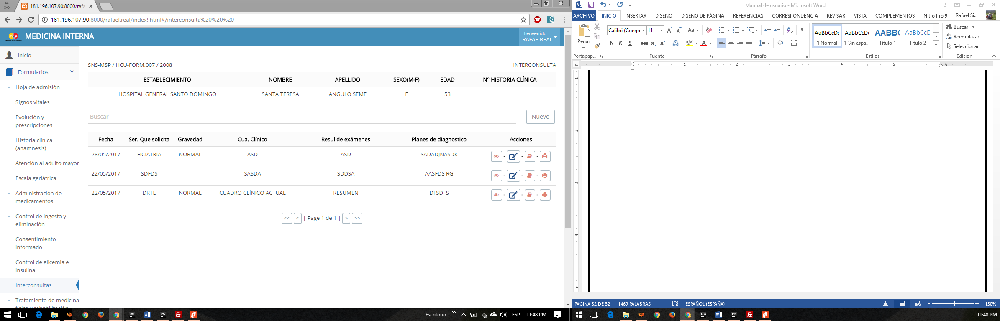 181.196.107.90:8000/rafa
181.196.107.90:8000/rafael.real/index!.html#/interconsulta%20%20%20
ABP
MEDICINA INTERNA
Bienvenido
RAFAE REAL
Inicio
Formularios
Hoja de admisión
Signos vitales
Evolución y
prescripciones
Historia clínica
(anamnesis)
Atención al adulto mayor
Escala geriátrica
Administración de
medicamentos
Control de ingesta y
eliminación
Consentimiento
informado
Control de glicemia e
insulina
Interconsultas
Tratamiento de medicina
física y rehabilitación
SNS-MSP / HCU-FORM.007 / 2008
INTERCONSULTA
ESTABLECIMIENTO NOMBRE APELLIDO SEXO(M-F) EDAD Nº HISTORIA CLÍNICA
HOSPITAL GENERAL SANTO DOMINGO SANTA TERESA ANGULO SEME F 53
Buscar
Nuevo
Fecha Ser. Que solicita Gravedad Cua. Clínico Resul de exámenes Planes de diagnostico Acciones
28/05/2017 FICIATRIA NORMAL ASD ASD SADADJNASDK - - -
22/05/2017 SDFDS SASDA SDDSA AASFDS RG - - -
22/05/2017 DRTE NORMAL CUADRO CLÍNICO ACTUAL RESUMEN DFSDFS - - -
<< < | Page 1 de 1 | > >>
Escritorio » ESP 11:48 PM
Manual de usuario - Microsoft Word
ARCHIVO INICIO INSERTAR DISEÑO DISEÑO DE PÁGINA REFERENCIAS CORRESPONDENCIA REVISAR VISTA COMPLEMENTOS Nitro Pro 9 Rafael Si...
Pegar
Portapap...
Calibri (Cuerpo 11
N K S abc x₂ x²
Fuente
Párrafo
AaBbCcDc AaBbCcDc AABBC AaBbCcD
¶ Normal ¶ Sin espa... Título 1 Título 2
Estilos
Buscar
Reemplazar
Seleccionar
Edición
1 2 3 4 5 6
1
2
3
4
5
PÁGINA 32 DE 32 1469 PALABRAS ESPAÑOL (ESPAÑA) 130%
11:48 PM